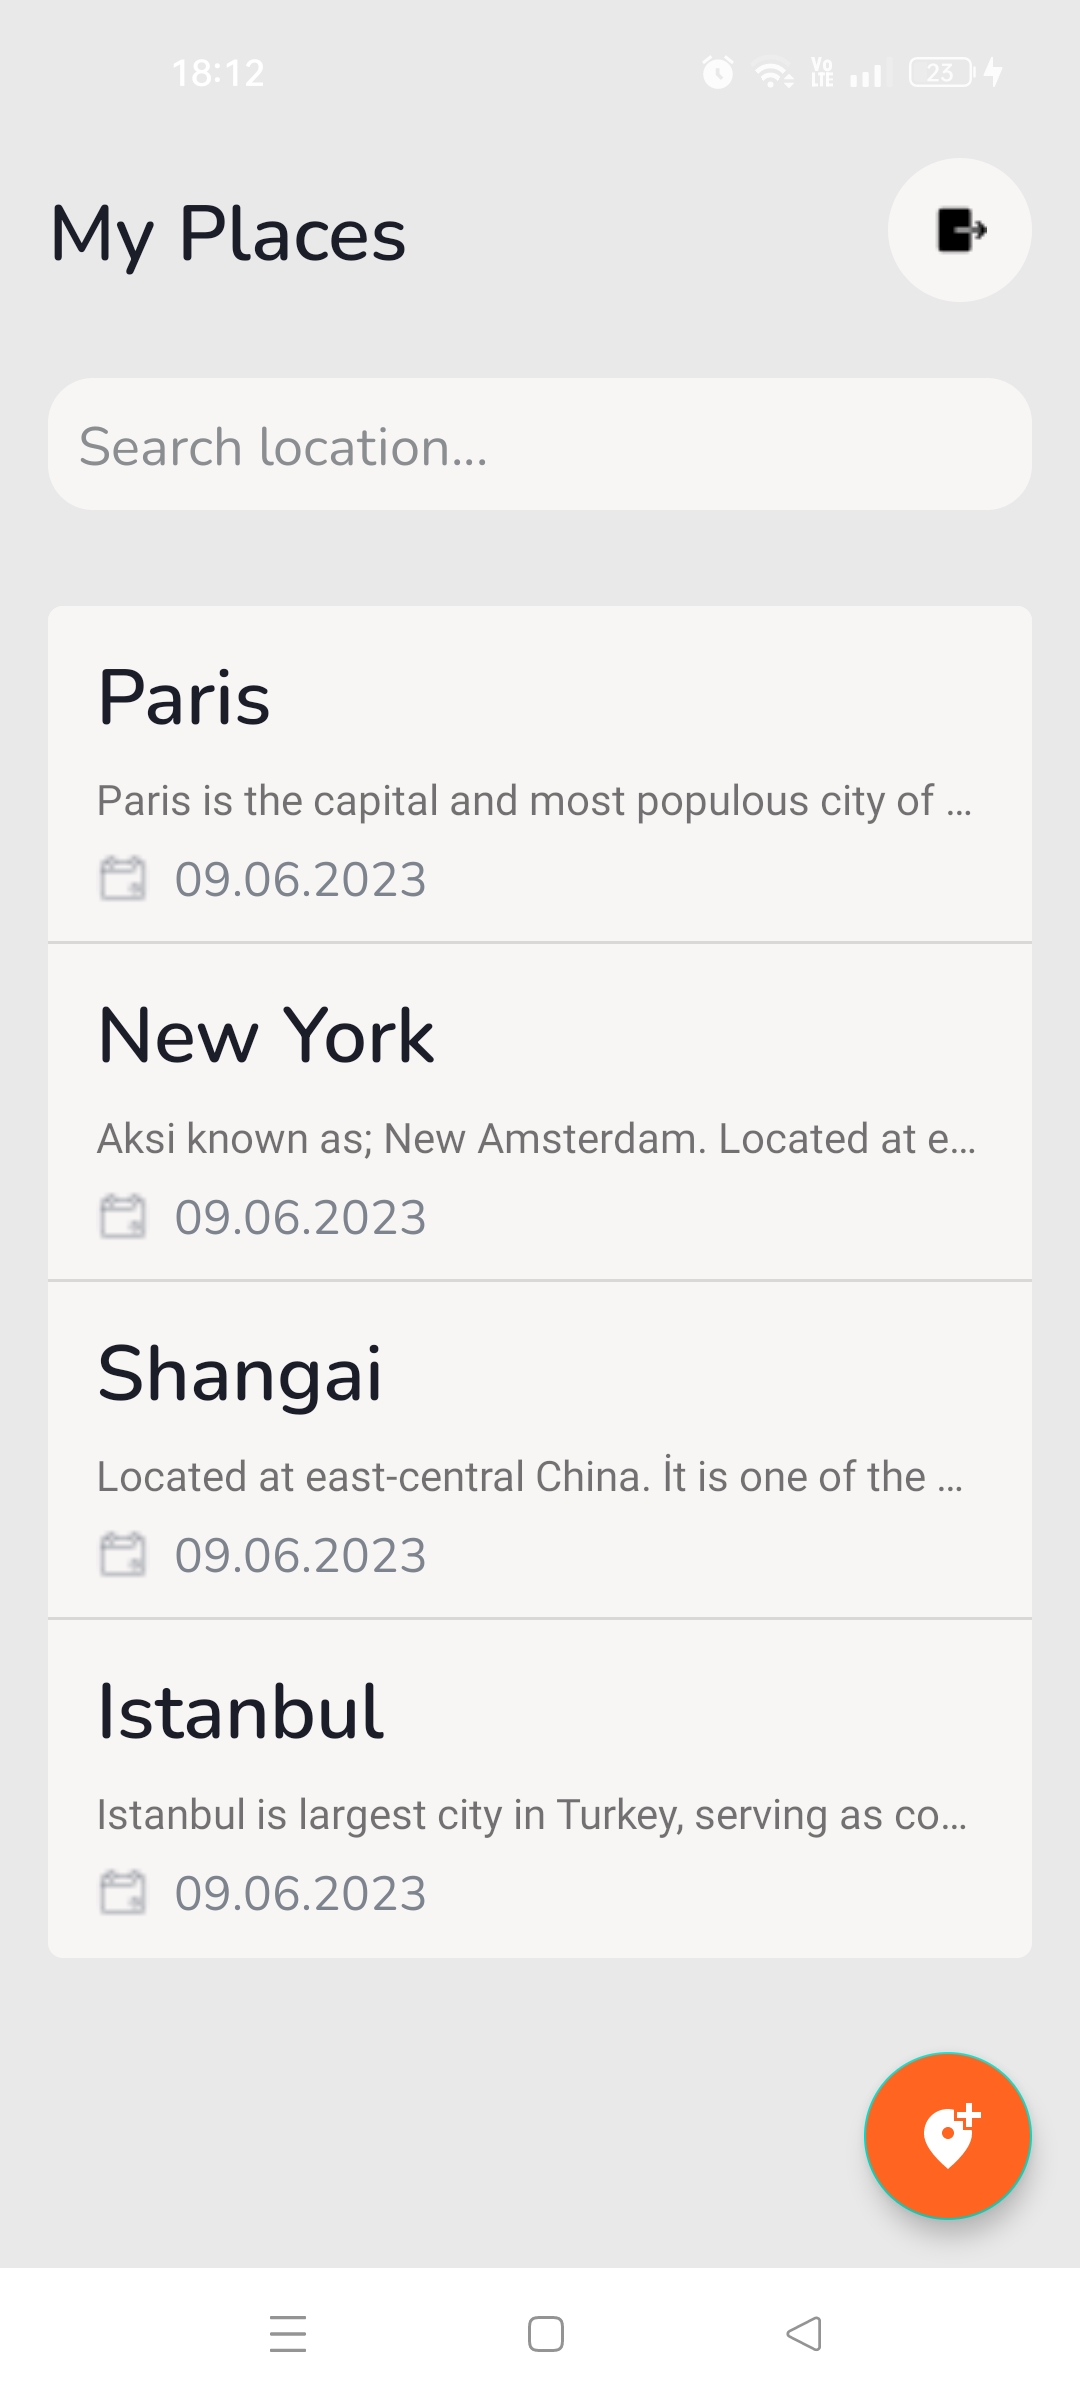 18:12
Vo
LTE
23
My Places
Search location...
Paris
Paris is the capital and most populous city of ...
09.06.2023
New York
Aksi known as; New Amsterdam. Located at e...
09.06.2023
Shangai
Located at east-central China. İt is one of the ...
09.06.2023
Istanbul
Istanbul is largest city in Turkey, serving as co...
09.06.2023